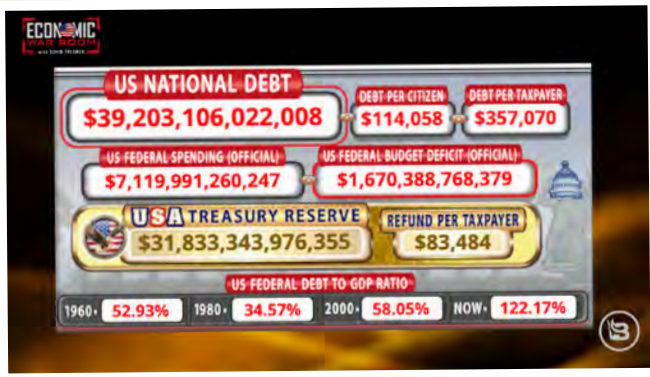 ECONOMIC
WAR ROOM
WITH KEVIN FREEMAN
US NATIONAL DEBT
$39,203,106,022,008
DEBT PER CITIZEN
$114,058
DEBT PER TAXPAYER
$357,070
US FEDERAL SPENDING (OFFICIAL)
$7,119,991,260,247
US FEDERAL BUDGET DEFICIT (OFFICIAL)
$1,670,388,768,379
USA TREASURY RESERVE
$31,833,343,976,355
REFUND PER TAXPAYER
$83,484
US FEDERAL DEBT TO GDP RATIO
1960• 52.93% 1980• 34.57% 2000• 58.05% NOW• 122.17%
B